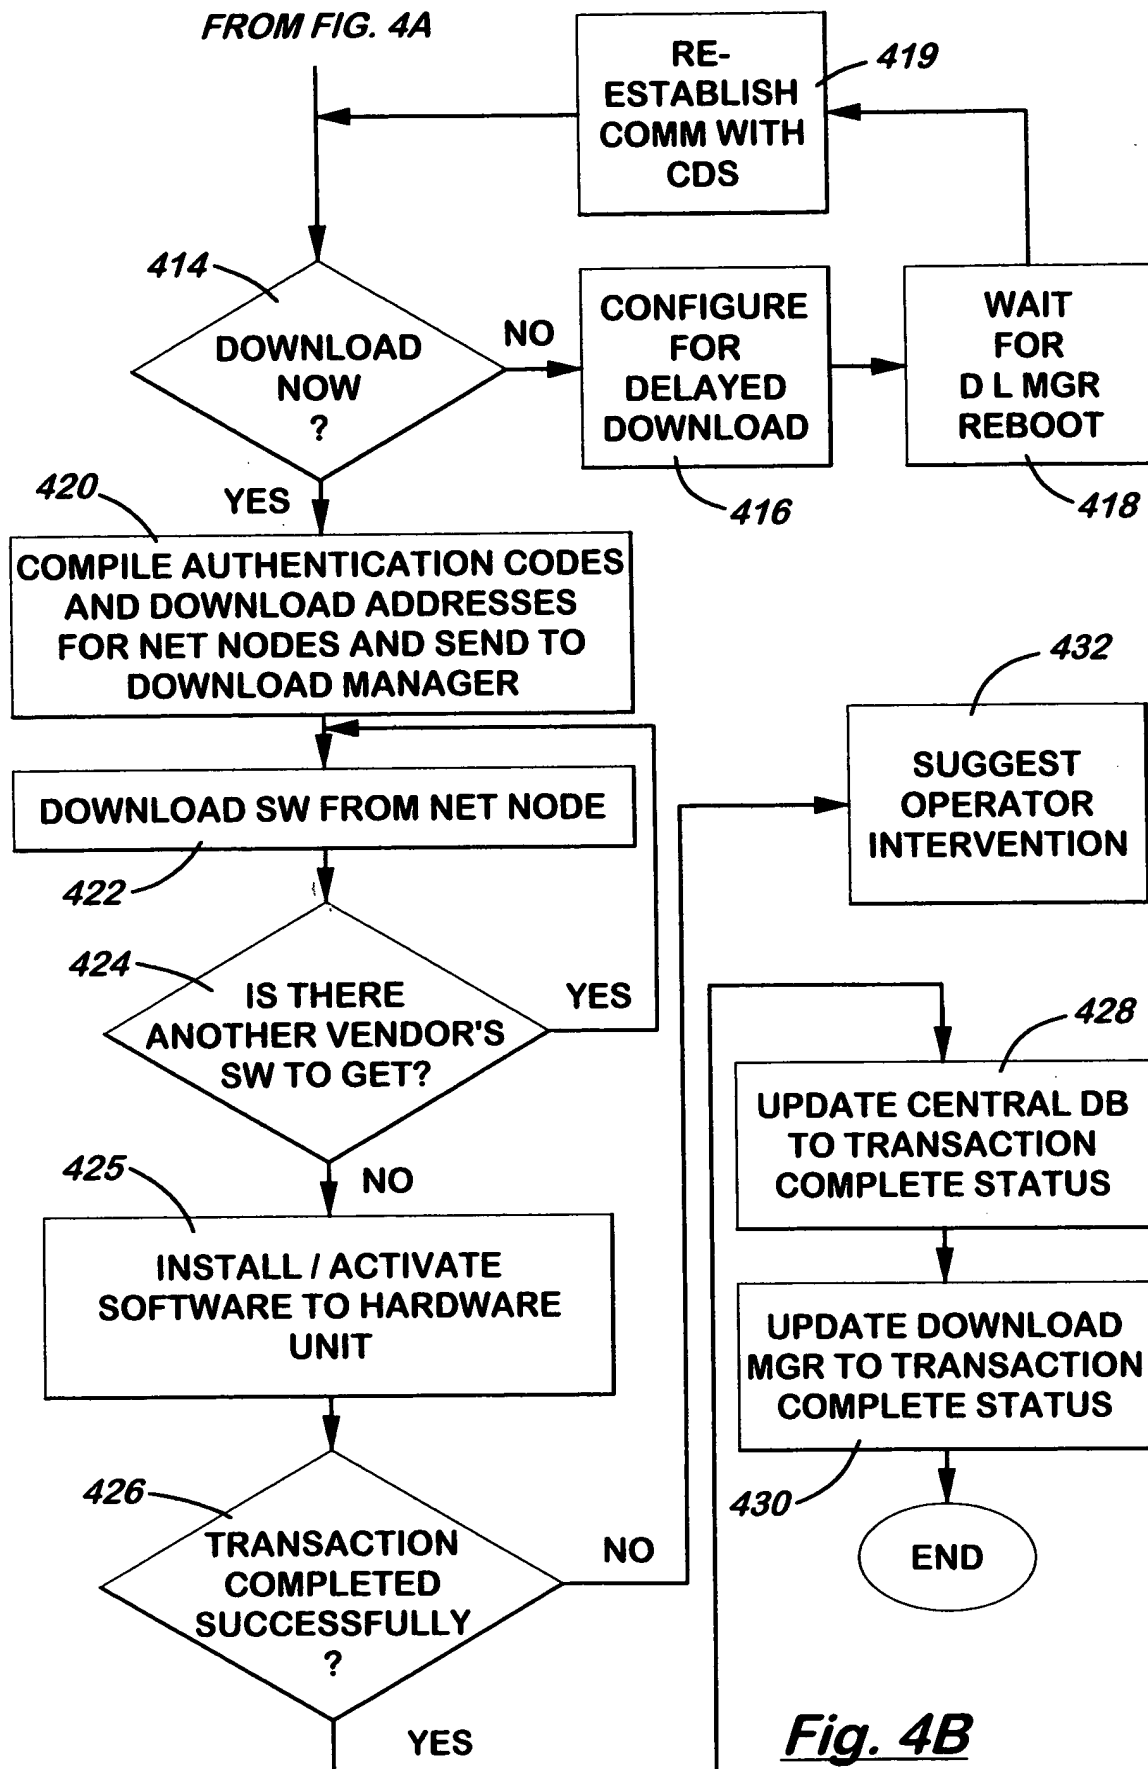 FROM FIG. 4A
RE-
ESTABLISH
COMM WITH
CDS
419
414
DOWNLOAD
NOW
?
NO
CONFIGURE
FOR
DELAYED
DOWNLOAD
416
WAIT
FOR
D L MGR
REBOOT
418
YES
420
COMPILE AUTHENTICATION CODES
AND DOWNLOAD ADDRESSES
FOR NET NODES AND SEND TO
DOWNLOAD MANAGER
432
SUGGEST
OPERATOR
INTERVENTION
DOWNLOAD SW FROM NET NODE
422
424
IS THERE
ANOTHER VENDOR'S
SW TO GET?
YES
NO
425
INSTALL / ACTIVATE
SOFTWARE TO HARDWARE
UNIT
428
UPDATE CENTRAL DB
TO TRANSACTION
COMPLETE STATUS
UPDATE DOWNLOAD
MGR TO TRANSACTION
COMPLETE STATUS
430
END
426
TRANSACTION
COMPLETED
SUCCESSFULLY
?
NO
YES
Fig. 4B